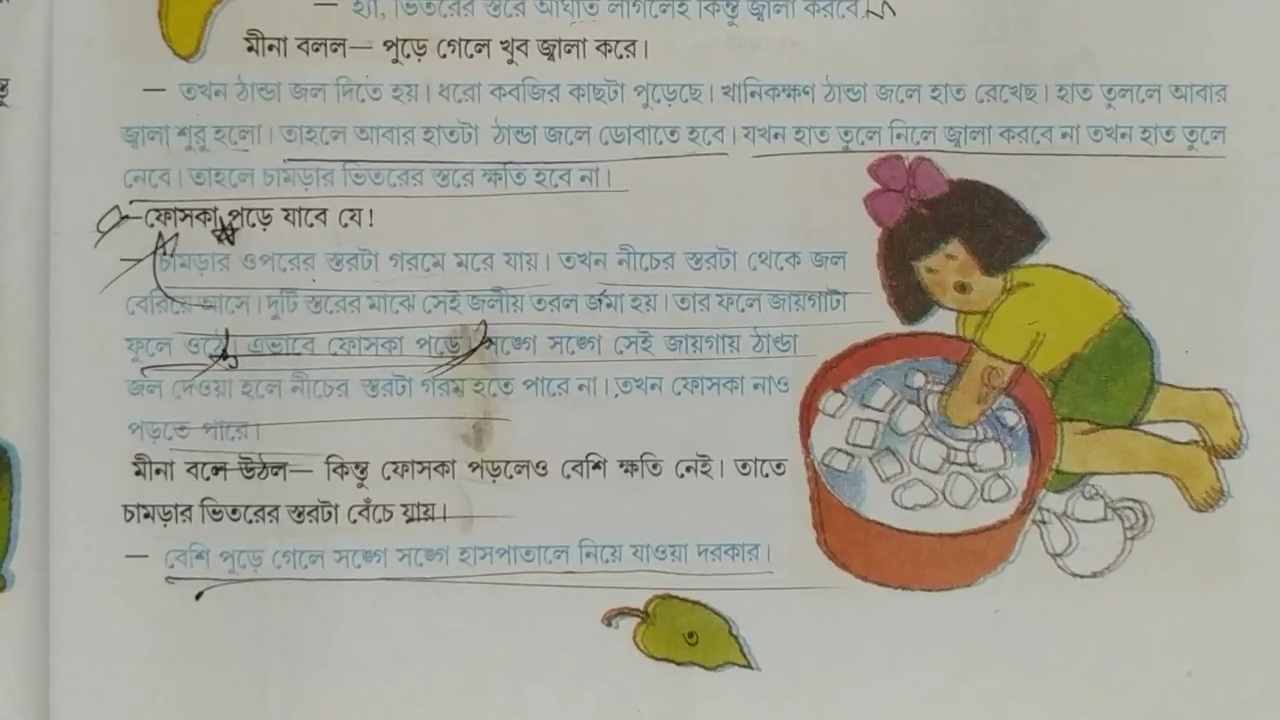 — হ্যাঁ, ভিতরের স্তরে আঘাত লাগলেই কিন্তু জ্বালা করবে।
মীনা বলল— পুড়ে গেলে খুব জ্বালা করে।
— তখন ঠান্ডা জল দিতে হয়। ধরো কবজির কাছটা পুড়েছে। খানিকক্ষণ ঠান্ডা জলে হাত রেখেছ। হাত তুললে আবার
জ্বালা শুরু হলো। তাহলে আবার হাতটা ঠান্ডা জলে ডোবাতে হবে। যখন হাত তুলে নিলে জ্বালা করবে না তখন হাত তুলে
নেবে। তাহলে চামড়ার ভিতরের স্তরে ক্ষতি হবে না।
— ফোসকা পড়ে যাবে যে!
— চামড়ার ওপরের স্তরটা গরমে মরে যায়। তখন নীচের স্তরটা থেকে জল
বেরিয়ে আসে। দুটি স্তরের মাঝে সেই জলীয় তরল জমা হয়। তার ফলে জায়গাটা
ফুলে ওঠে। এভাবে ফোসকা পড়ে। সঙ্গে সঙ্গে সেই জায়গায় ঠান্ডা
জল দেওয়া হলে নীচের স্তরটা গরম হতে পারে না। তখন ফোসকা নাও
পড়তে পারে।
মীনা বলে উঠল— কিন্তু ফোসকা পড়লেও বেশি ক্ষতি নেই। তাতে
চামড়ার ভিতরের স্তরটা বেঁচে যায়।
— বেশি পুড়ে গেলে সঙ্গে সঙ্গে হাসপাতালে নিয়ে যাওয়া দরকার।
৩